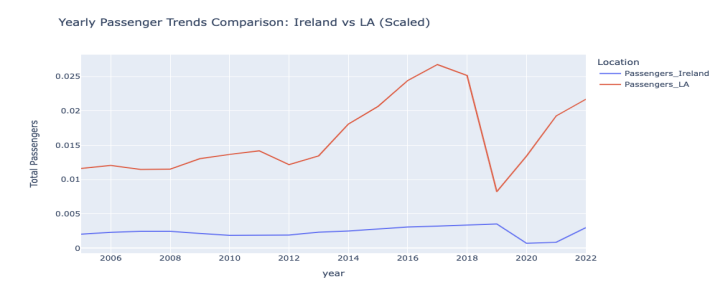 Yearly Passenger Trends Comparison: Ireland vs LA (Scaled)
Location
Passengers_Ireland
Passengers_LA
Total Passengers
0.025
0.02
0.015
0.01
0.005
0
2006 2008 2010 2012 2014 2016 2018 2020 2022
year